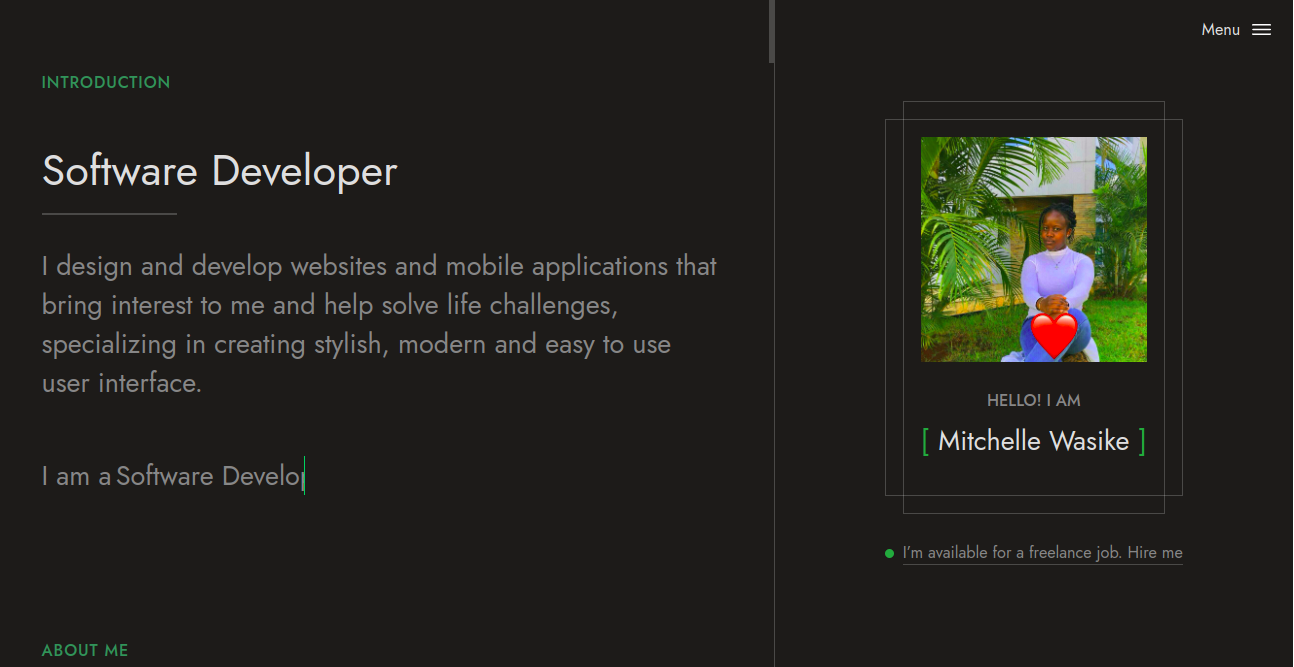 Menu
INTRODUCTION
Software Developer
I design and develop websites and mobile applications that
bring interest to me and help solve life challenges,
specializing in creating stylish, modern and easy to use
user interface.
I am a Software Develo
ABOUT ME
HELLO! I AM
[ Mitchelle Wasike ]
I'm available for a freelance job. Hire me